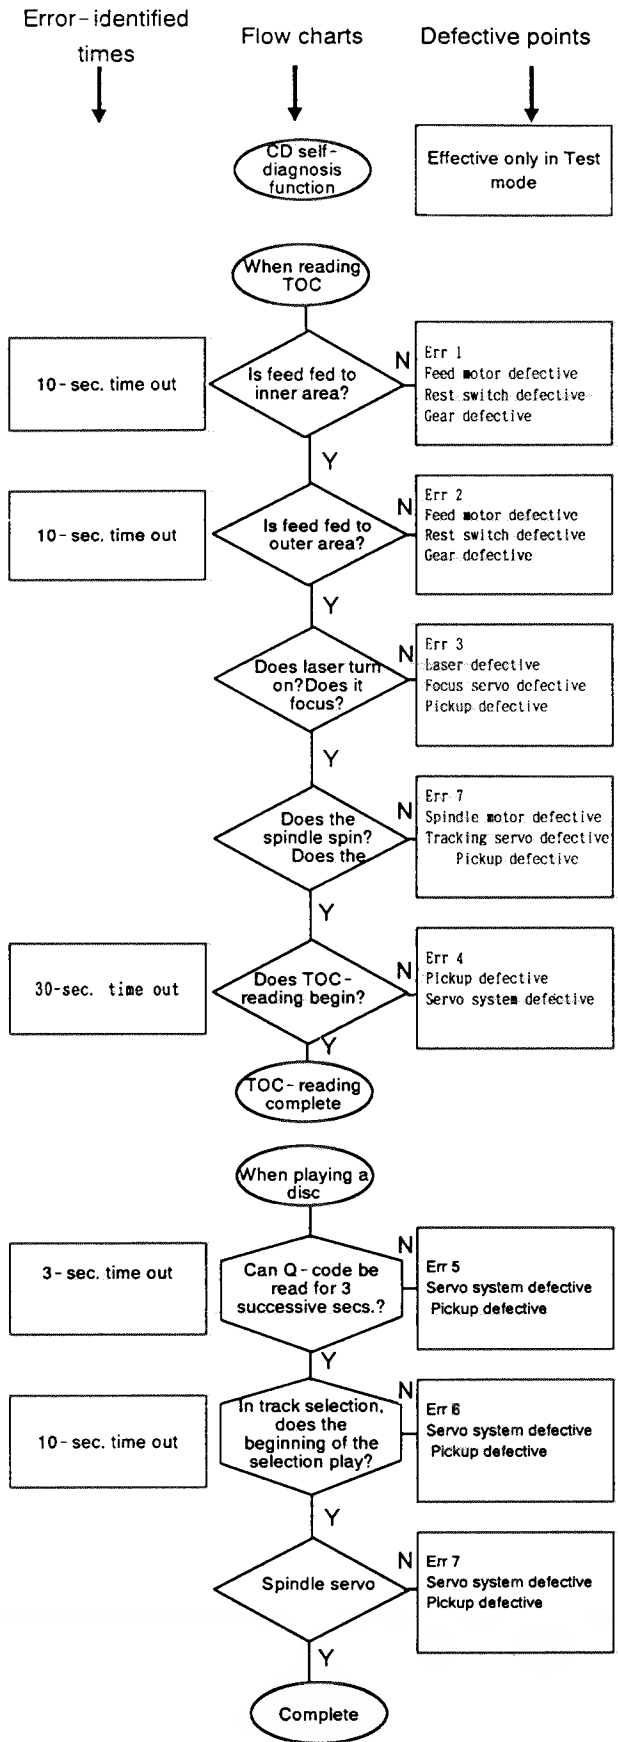 Error-identified
times
Flow charts
Defective points
CD self-
diagnosis
function
Effective only in Test
mode
When reading
TOC
10-sec. time out
Is feed fed to
inner area?
N
Err 1
Feed motor defective
Rest switch defective
Gear defective
Y
10-sec. time out
Is feed fed to
outer area?
N
Err 2
Feed motor defective
Rest switch defective
Gear defective
Y
Does laser turn
on?Does it
focus?
N
Err 3
Laser defective
Focus servo defective
Pickup defective
Y
Does the
spindle spin?
Does the
N
Err 7
Spindle motor defective
Tracking servo defective
Pickup defective
Y
30-sec. time out
Does TOC-
reading begin?
N
Err 4
Pickup defective
Servo system defective
Y
TOC-reading
complete
When playing a
disc
3-sec. time out
Can Q-code be
read for 3
successive secs.?
N
Err 5
Servo system defective
Pickup defective
Y
10-sec. time out
In track selection,
does the
beginning of the
selection play?
N
Err 6
Servo system defective
Pickup defective
Y
Spindle servo
N
Err 7
Servo system defective
Pickup defective
Y
Complete